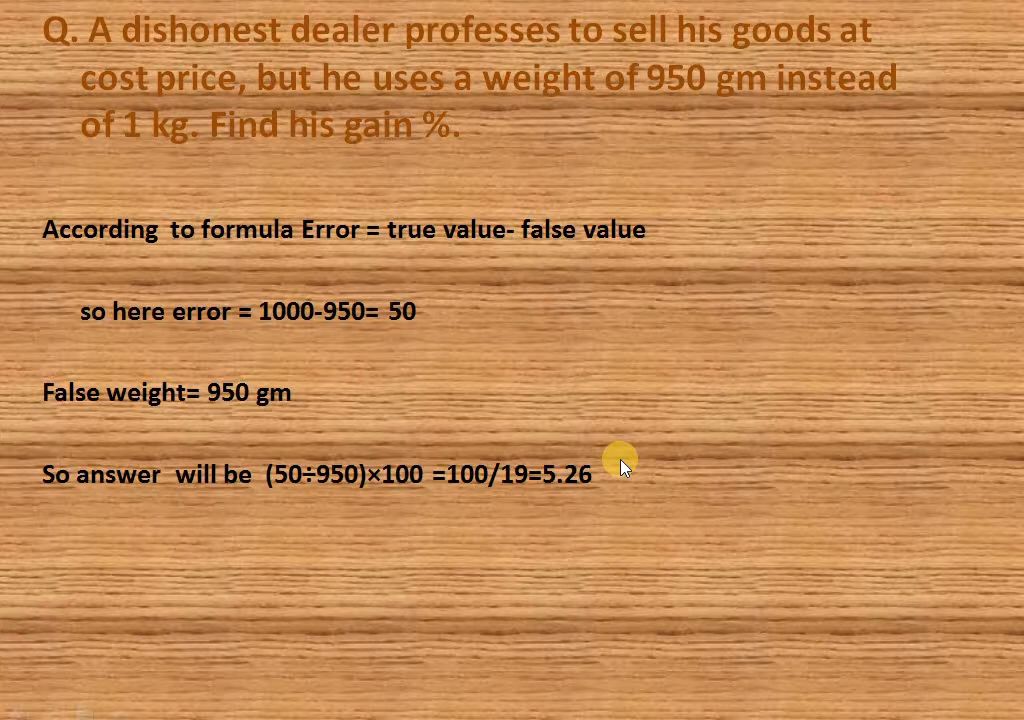 Q. A dishonest dealer professes to sell his goods at
cost price, but he uses a weight of 950 gm instead
of 1 kg. Find his gain %.
According to formula Error = true value- false value
so here error = 1000-950= 50
False weight= 950 gm
So answer will be (50÷950)×100 =100/19=5.26